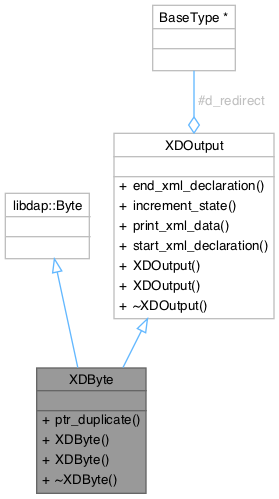 BaseType *
#d_redirect
XDOutput
+ end_xml_declaration()
+ increment_state()
+ print_xml_data()
+ start_xml_declaration()
+ XDOutput()
+ XDOutput()
+ ~XDOutput()
libdap::Byte
XDByte
+ ptr_duplicate()
+ XDByte()
+ XDByte()
+ ~XDByte()